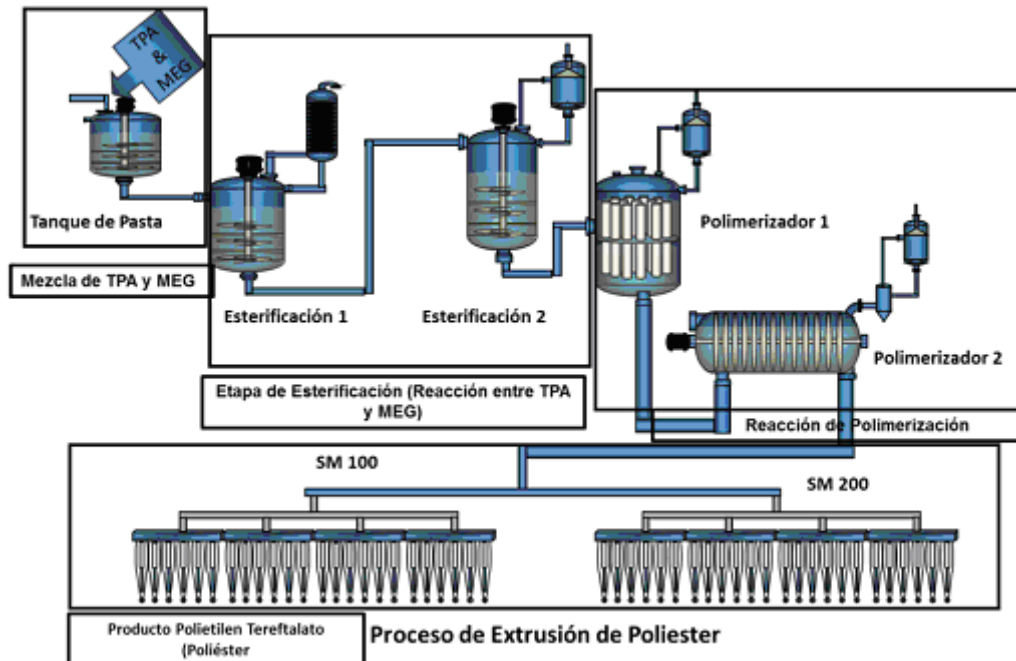 TPA
&
MEG
Tanque de Pasta
Mezcla de TPA y MEG
Esterificación 1
Esterificación 2
Etapa de Esterificación (Reacción entre TPA
y MEG)
Polimerizador 1
Polimerizador 2
Reacción de Polimerización
SM 100
SM 200
Producto Polietilen Tereftalato
(Poliéster
Proceso de Extrusión de Poliester